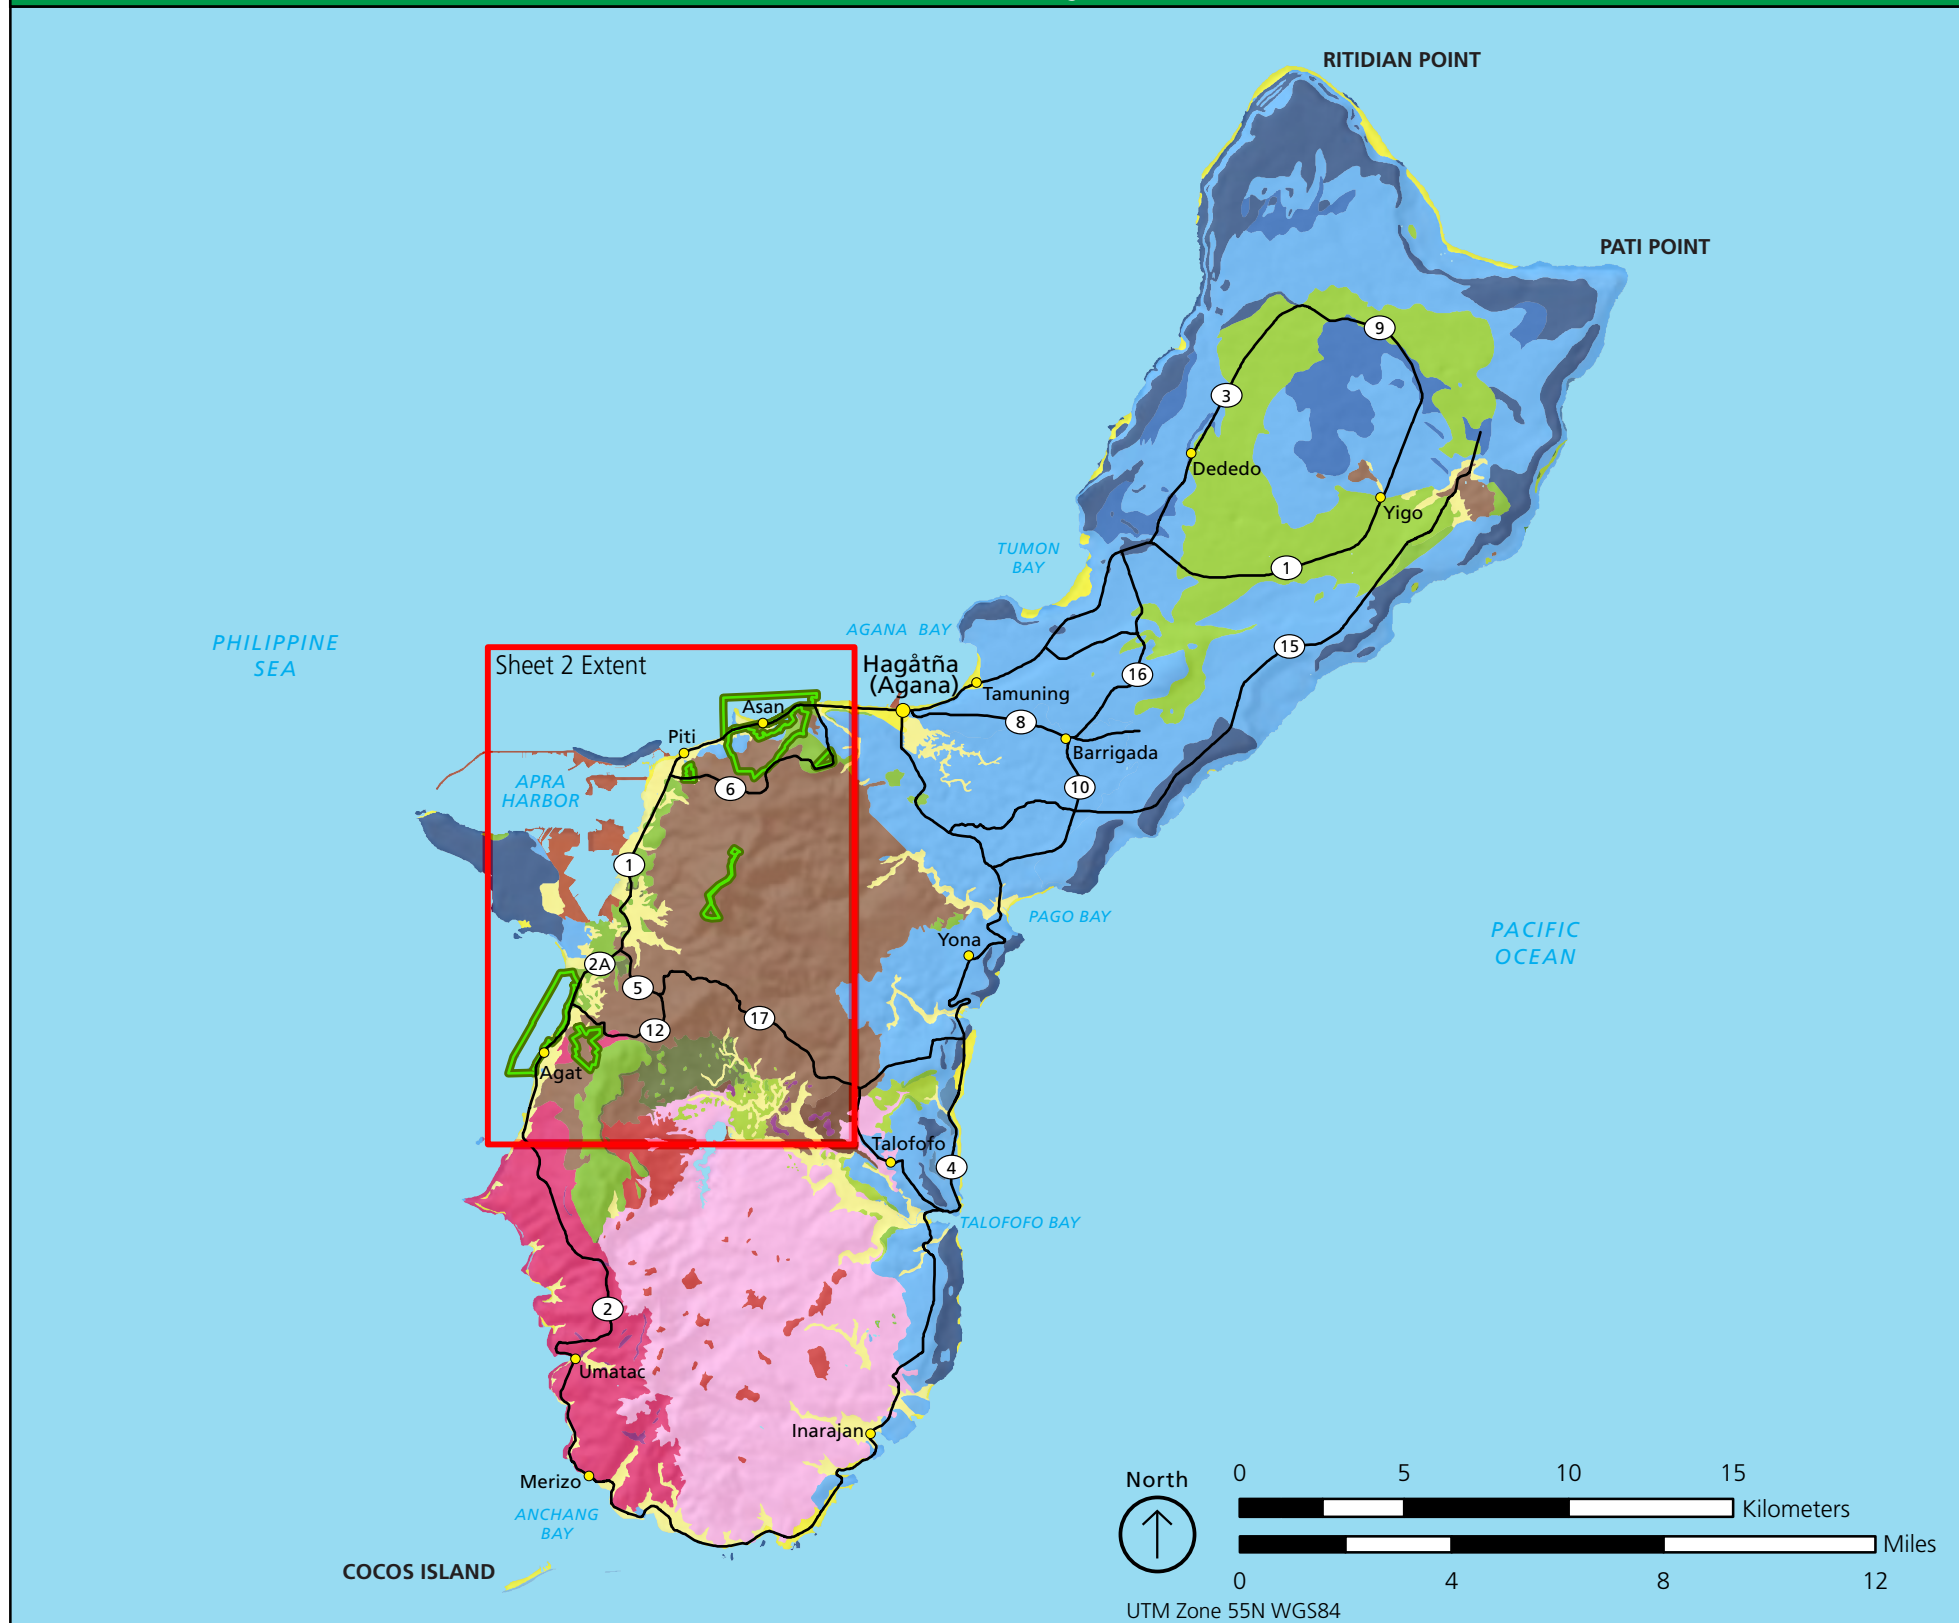 RITIDIAN POINT
PATI POINT
9
3
Dededo
Yigo
TUMON
BAY
1
AGANA BAY
PHILIPPINE
SEA
15
Sheet 2 Extent
Hagåtña
(Agana)
16
Tamuning
Asan
8
Piti
Barrigada
APRA
HARBOR
6
10
1
PAGO BAY
PACIFIC
OCEAN
Yona
2A
5
17
12
Agat
Talofofo
4
TALOFOFO BAY
2
Umatac
Inarajan
Merizo
ANCHANG
BAY
COCOS ISLAND
North
0 5 10 15
Kilometers
Miles
0 4 8 12
UTM Zone 55N WGS84